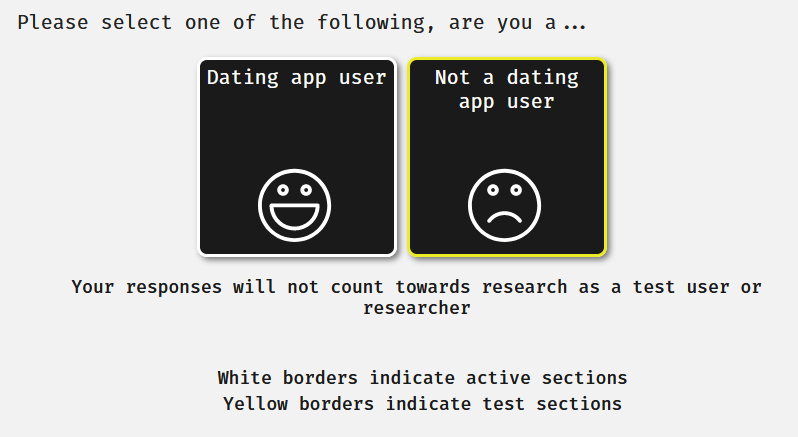 Please select one of the following, are you a...
Dating app user
Not a dating
app user
Your responses will not count towards research as a test user or
researcher
White borders indicate active sections
Yellow borders indicate test sections